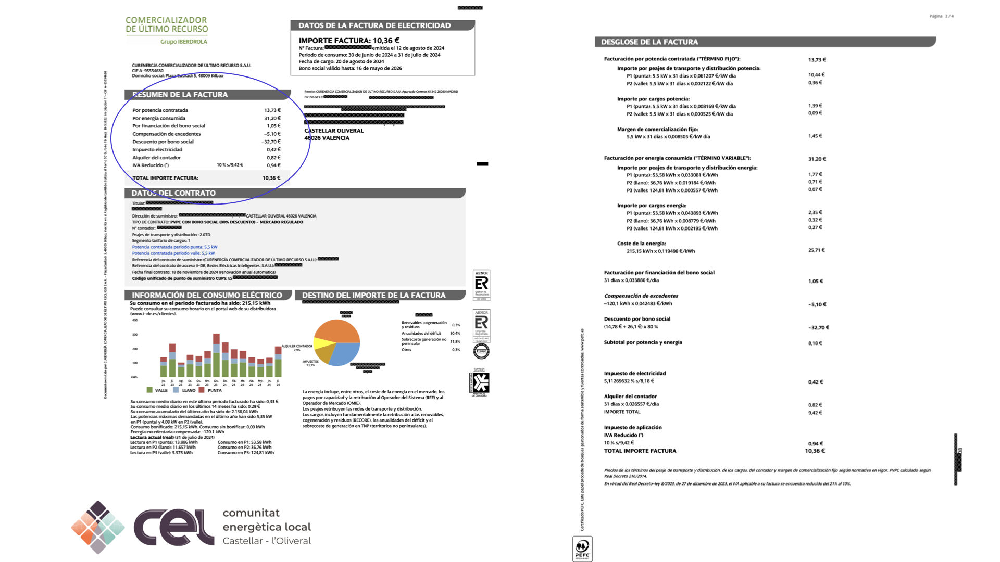 COMERCIALIZADOR
DE ÚLTIMO RECURSO
Grupo IBERDROLA
CURENERGÍA COMERCIALIZADOR DE ÚLTIMO RECURSO S.A.U.
CIF A-95554630
Domicilio social: Plaza Euskadi 5, 48009 Bilbao
DATOS DE LA FACTURA DE ELECTRICIDAD
IMPORTE FACTURA: 10,36 €
Nº Factura: emitida el 12 de agosto de 2024
Periodo de consumo: 30 de junio de 2024 a 31 de julio de 2024
Fecha de cargo: 20 de agosto de 2024
Bono social válido hasta: 16 de mayo de 2026
RESUMEN DE LA FACTURA
Por potencia contratada 13,73 €
Por energía consumida 31,20 €
Por financiación del bono social 1,05 €
Compensación de excedentes -5,10 €
Descuento por bono social -32,70 €
Impuesto electricidad 0,42 €
Alquiler del contador 0,82 €
IVA Reducido (*) 10 % s/9,42 € 0,94 €
TOTAL IMPORTE FACTURA: 10,36 €
Remite: CURENERGÍA COMERCIALIZADOR DE ÚLTIMO RECURSO S.A.U. Apartado Correos 61342 28080 MADRID
DY 226 M S 0
CASTELLAR OLIVERAL
46026 VALENCIA
DATOS DEL CONTRATO
Titular:
Dirección de suministro: CASTELLAR OLIVERAL 46026 VALENCIA
TIPO DE CONTRATO: PVPC CON BONO SOCIAL (80% DESCUENTO) - MERCADO REGULADO
Nº contador:
Peajes de transporte y distribución : 2.0TD
Segmento tarifario de cargos: 1
Potencia contratada periodo punta: 5,5 kW
Potencia contratada periodo valle: 5,5 kW
Referencia del contrato de suministro (CURENERGÍA COMERCIALIZADOR DE ÚLTIMO RECURSO S.A.U.):
Referencia del contrato de acceso (i-DE, Redes Eléctricas Inteligentes, S.A.U.):
Fecha final contrato: 18 de noviembre de 2024 (renovación anual automática)
Código unificado de punto de suministro CUPS: ES
INFORMACIÓN DEL CONSUMO ELÉCTRICO
Su consumo en el periodo facturado ha sido: 215,15 kWh
Puede consultar su consumo horario en el portal web de su distribuidora
(www.i-de.es/clientes).
400
300
200
100
kWh
Jn. Jl. Ag. St. Oc. Nv. Dc. En. Fb. Mr. Ab. My. Jn. Jl.
23 23 23 23 23 23 23 24 24 24 24 24 24 24
VALLE LLANO PUNTA
Su consumo medio diario en este último periodo facturado ha sido: 0,33 €
Su consumo medio diario en los últimos 14 meses ha sido: 0,29 €
Su consumo acumulado del último año ha sido de 2.136,04 kWh
Las potencias máximas demandadas en el último año han sido 5,35 kW
en P1 (punta) y 4,08 kW en P2 (valle).
Consumo bonificado: 215,15 kWh. Consumo sin bonificar: 0,00 kWh
Energía excedentaria compensada: -120.1 kWh
Lectura actual (real) (31 de julio de 2024)
Lectura en P1 (punta): 13.886 kWh Consumo en P1: 53,58 kWh
Lectura en P2 (llano): 11.657 kWh Consumo en P2: 36,76 kWh
Lectura en P3 (valle): 5.575 kWh Consumo en P3: 124,81 kWh
DESTINO DEL IMPORTE DE LA FACTURA
ALQUILER CONTADOR
7,9%
IMPUESTOS
13,1%
Renovables, cogeneración
y residuos 0,3%
Anualidades del déficit 30,4%
Sobrecoste generación no
peninsular 11,8%
Otros 0,3%
La energía incluye, entre otros, el coste de la energía en el mercado, los
pagos por capacidad y la retribución al Operador del Sistema (REE) y al
Operador de Mercado (OMIE).
Los peajes retribuyen las redes de transporte y distribución.
Los cargos incluyen fundamentalmente la retribución a las renovables,
cogeneración y residuos (RECORE), las anualidades del déficit y el
sobrecoste de generación en TNP (territorios no peninsulares).
AENOR
ER
Gestión de
Reclamaciones
AENOR
ER
Empresa
Registrada
IQNet
EMPRESA
ADHERIDA
ARBITRAJE
DE CONSUMO
cel
comunitat
energètica local
Castellar - l'Oliveral
Página 2 / 4
DESGLOSE DE LA FACTURA
Facturación por potencia contratada ("TÉRMINO FIJO"): 13,73 €
Importe por peajes de transporte y distribución potencia:
P1 (punta): 5,5 kW x 31 días x 0,061207 €/kW día 10,44 €
P2 (valle): 5,5 kW x 31 días x 0,002122 €/kW día 0,36 €
Importe por cargos potencia:
P1 (punta): 5,5 kW x 31 días x 0,008169 €/kW día 1,39 €
P2 (valle): 5,5 kW x 31 días x 0,000525 €/kW día 0,09 €
Margen de comercialización fijo:
5,5 kW x 31 días x 0,008505 €/kW día 1,45 €
Facturación por energía consumida ("TÉRMINO VARIABLE"): 31,20 €
Importe por peajes de transporte y distribución energía:
P1 (punta): 53,58 kWh x 0,033081 €/kWh 1,77 €
P2 (llano): 36,76 kWh x 0,019184 €/kWh 0,71 €
P3 (valle): 124,81 kWh x 0,000557 €/kWh 0,07 €
Importe por cargos energía:
P1 (punta): 53,58 kWh x 0,043893 €/kWh 2,35 €
P2 (llano): 36,76 kWh x 0,008779 €/kWh 0,32 €
P3 (valle): 124,81 kWh x 0,002195 €/kWh 0,27 €
Coste de la energía:
215,15 kWh x 0,119498 €/kWh 25,71 €
Facturación por financiación del bono social
31 días x 0,033886 €/día 1,05 €
Compensación de excedentes
-120,1 kWh x 0,042483 €/kWh -5,10 €
Descuento por bono social
(14,78 € + 26,1 €) x 80 % -32,70 €
Subtotal por potencia y energía 8,18 €
Impuesto de electricidad
5,11269632 % s/8,18 € 0,42 €
Alquiler del contador
31 días x 0,026557 €/día 0,82 €
IMPORTE TOTAL 9,42 €
Impuesto de aplicación
IVA Reducido (*)
10 % s/9,42 € 0,94 €
TOTAL IMPORTE FACTURA 10,36 €
Precios de los términos del peaje de transporte y distribución, de los cargos, del contador y margen de comercialización fijo según normativa en vigor. PVPC calculado según
Real Decreto 216/2014.
En virtud del Real Decreto-ley 8/2023, de 27 de diciembre de 2023, el IVA aplicable a su factura se encuentra reducido del 21% al 10%.
Certificado PEFC. Este papel procede de bosques gestionados de forma sostenible y fuentes controladas. www.pefc.es
PEFC